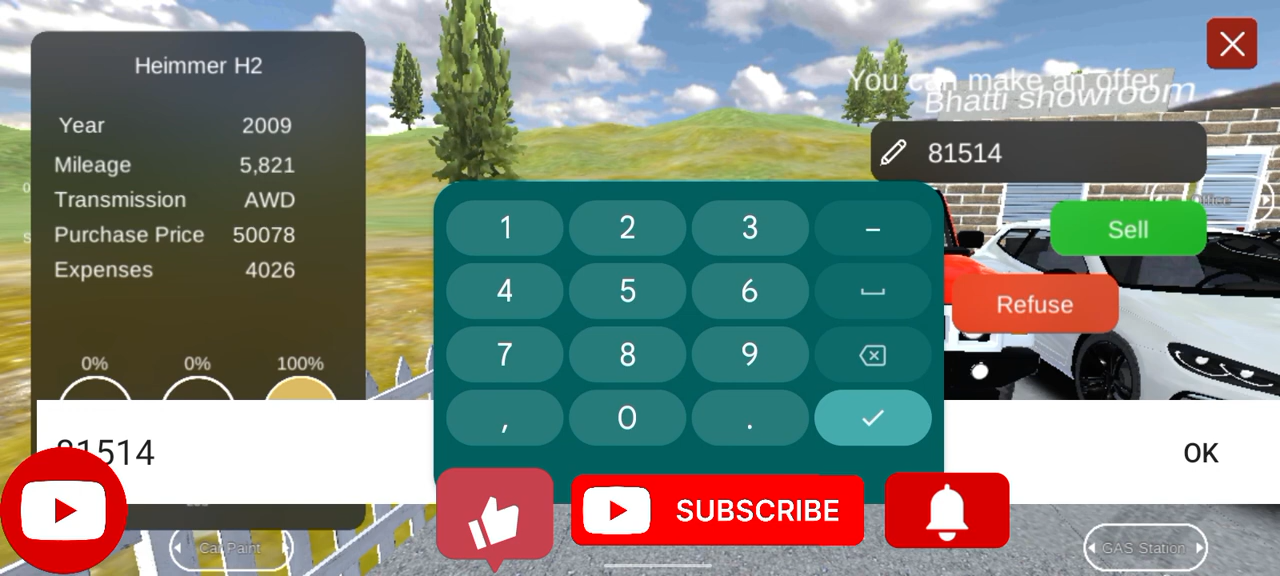 Heimmer H2
Year 2009
Mileage 5,821
Transmission AWD
Purchase Price 50078
Expenses 4026
0% 0% 100%
You can make an offer
Bhatti showroom
81514
Office
Sell
Refuse
1 2 3 –
4 5 6
7 8 9
, 0 .
81514
OK
SUBSCRIBE
Car Paint
GAS Station